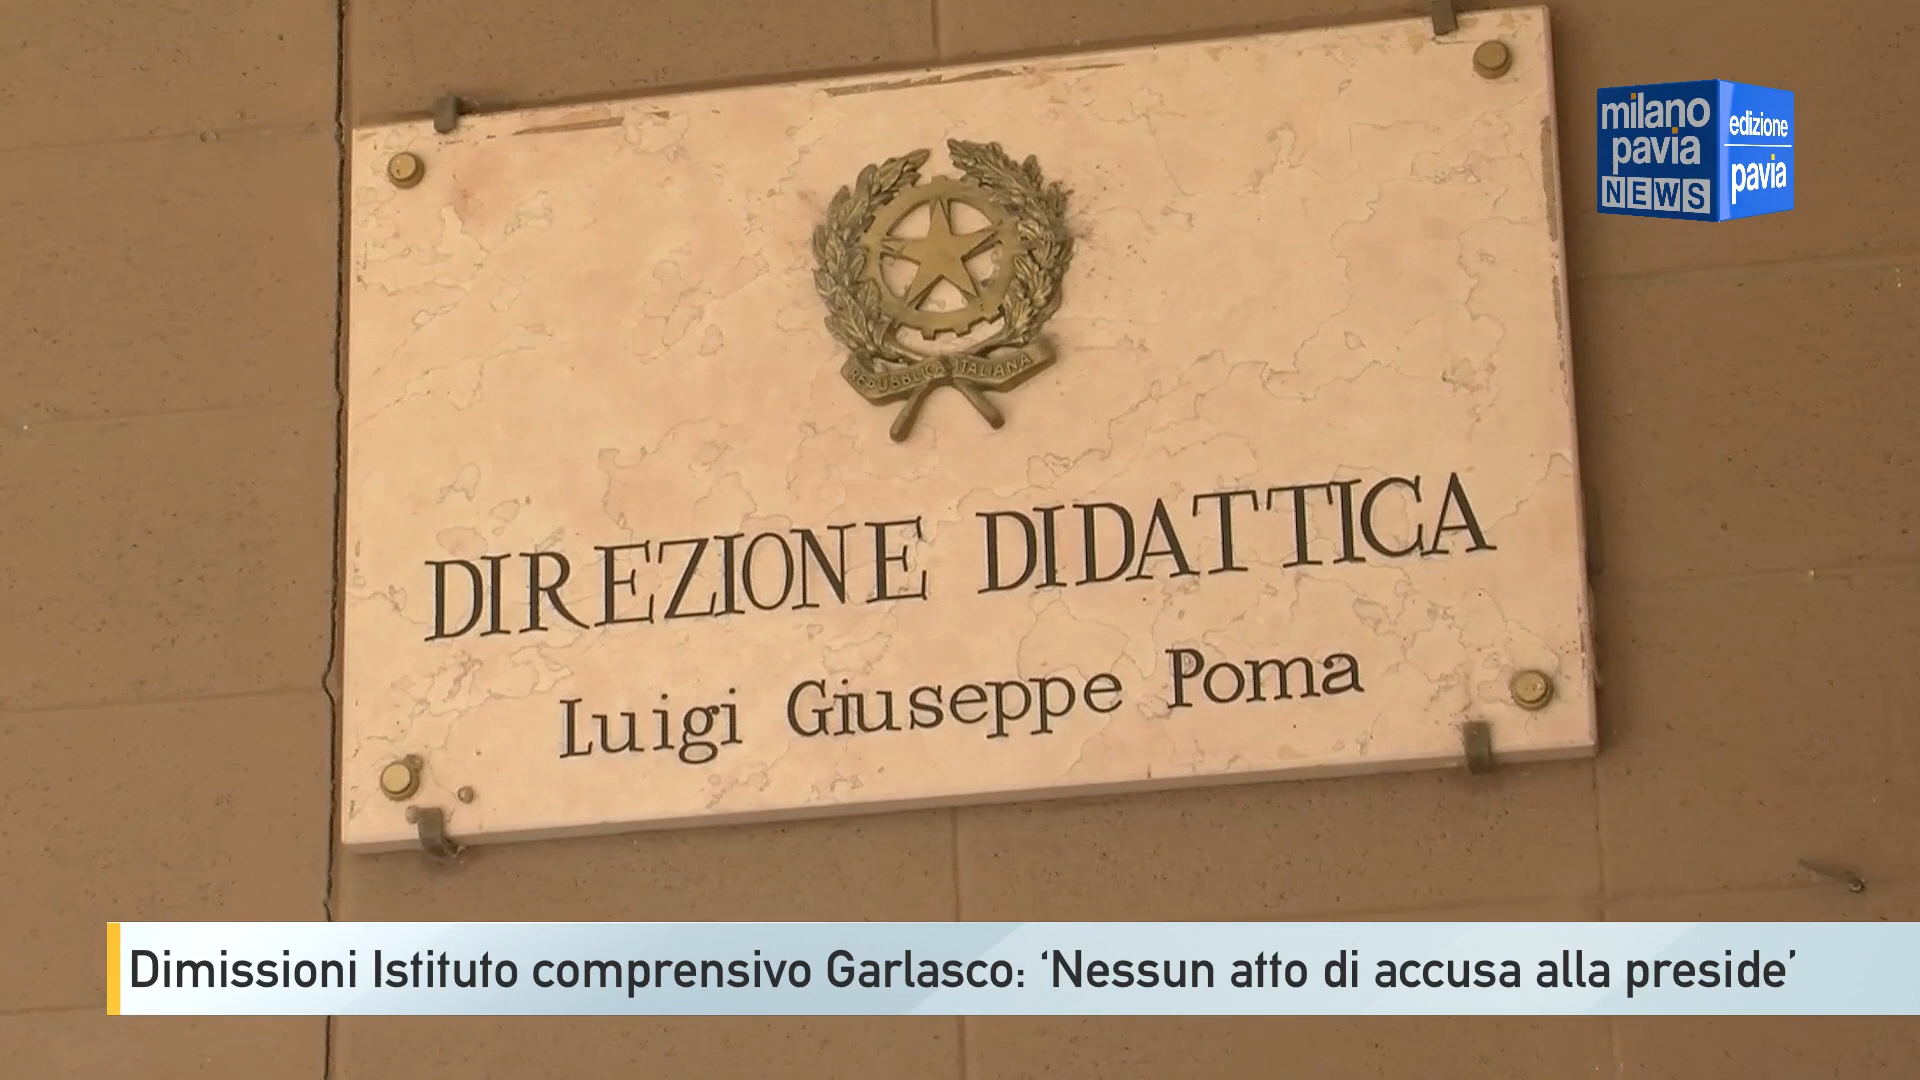 milano
pavia
NEWS
edizione
pavia
REPUBBLICA ITALIANA
DIREZIONE DIDATTICA
Luigi Giuseppe Poma
Dimissioni Istituto comprensivo Garlasco: ‘Nessun atto di accusa alla preside’